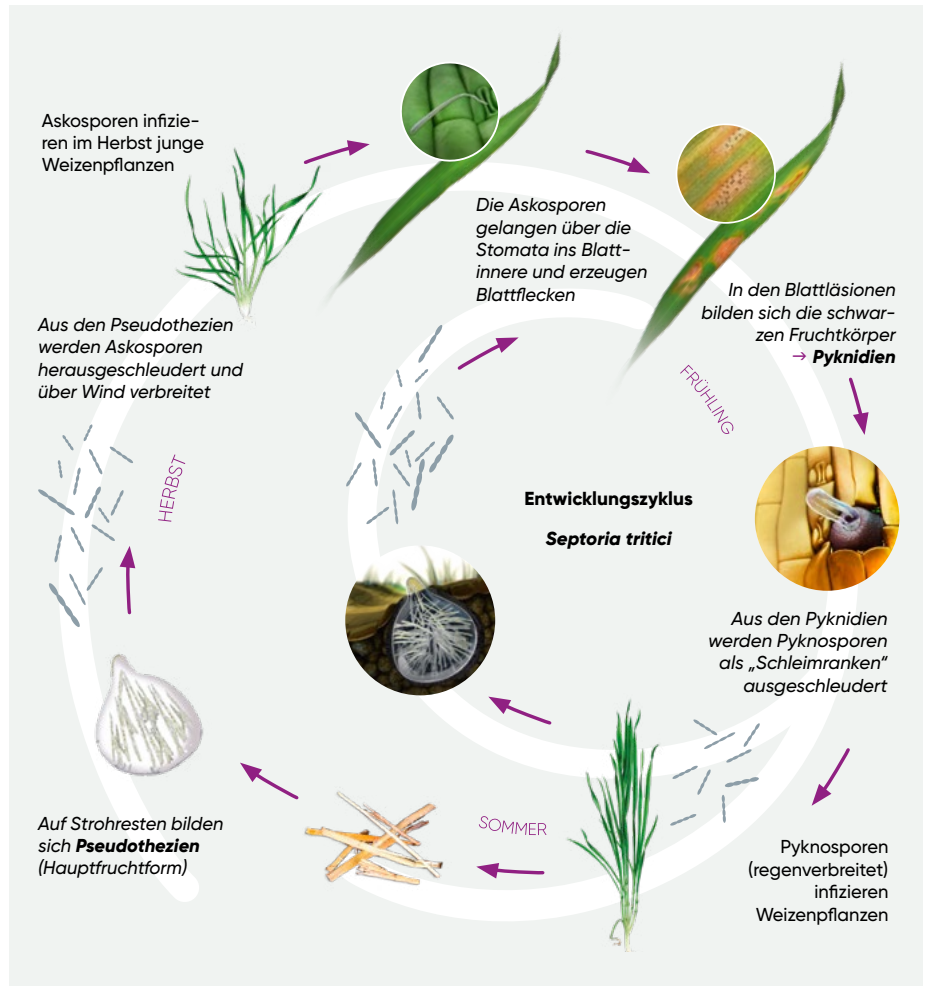 Askosporen infizie-
ren im Herbst junge
Weizenpflanzen
Die Askosporen
gelangen über die
Stomata ins Blatt-
innere und erzeugen
Blattflecken
In den Blattläsionen
bilden sich die schwar-
zen Fruchtkörper
→ Pyknidien
FRÜHLING
Aus den Pseudothezien
werden Askosporen
herausgeschleudert und
über Wind verbreitet
HERBST
Entwicklungszyklus
Septoria tritici
Aus den Pyknidien
werden Pyknosporen
als „Schleimranken“
ausgeschleudert
Pyknosporen
(regenverbreitet)
infizieren
Weizenpflanzen
SOMMER
Auf Strohresten bilden
sich Pseudothezien
(Hauptfruchtform)